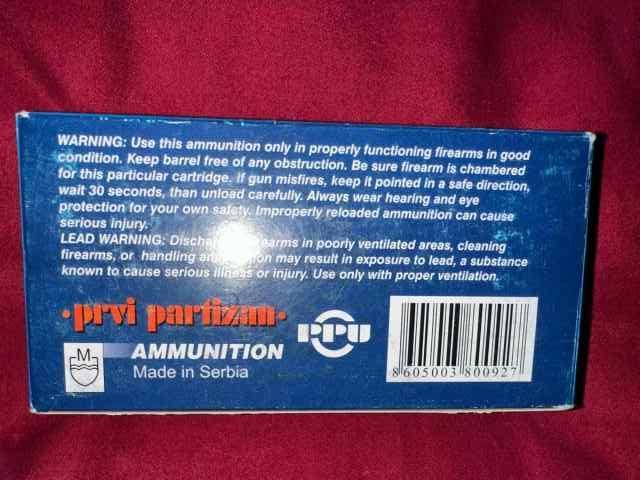 WARNING: Use this ammunition only in properly functioning firearms in good
condition. Keep barrel free of any obstruction. Be sure firearm is chambered
for this particular cartridge. If gun misfires, keep it pointed in a safe direction,
wait 30 seconds, than unload carefully. Always wear hearing and eye
protection for your own safety. Improperly reloaded ammunition can cause
serious injury.
LEAD WARNING: firearms in poorly ventilated areas, cleaning
firearms, or handling ammunition may result in exposure to lead, a substance
known to cause serious illness or injury. Use only with proper ventilation.
·prvi partizan·
PPU
M
AMMUNITION
Made in Serbia
8605003800927